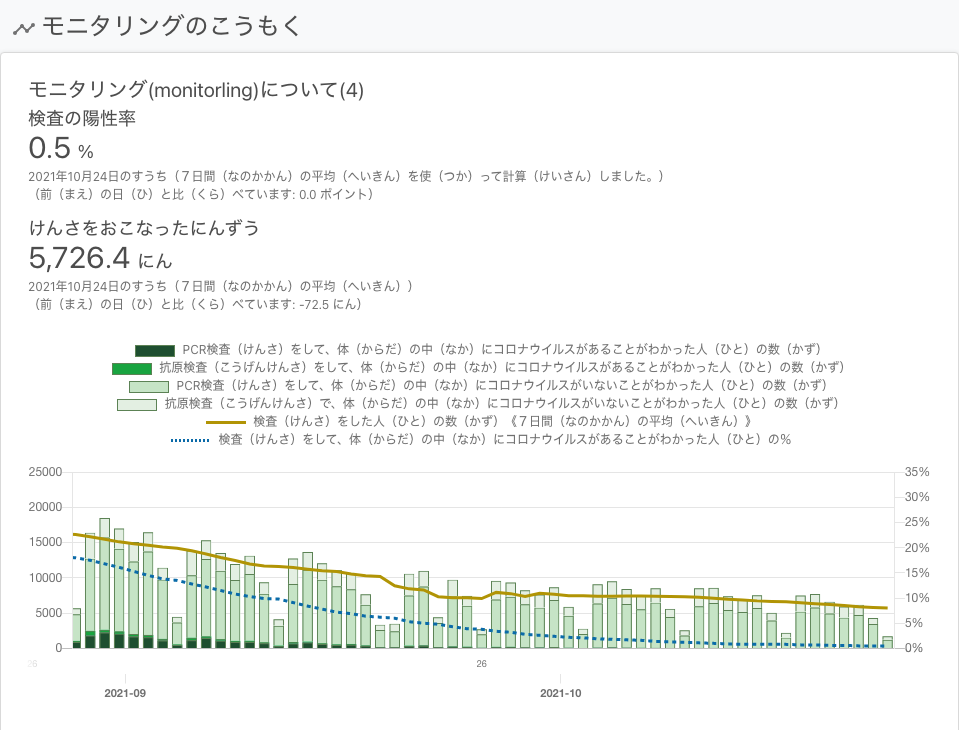 モニタリングのこうもく
モニタリング(monitorling)について(4)
検査の陽性率
0.5 %
2021年10月24日のすうち（７日間（なのかかん）の平均（へいきん）を使（つか）って計算（けいさん）しました。）
（前（まえ）の日（ひ）と比（くら）べています: 0.0 ポイント）
けんさをおこなったにんずう
5,726.4 にん
2021年10月24日のすうち（７日間（なのかかん）の平均（へいきん））
（前（まえ）の日（ひ）と比（くら）べています: -72.5 にん）
PCR検査（けんさ）をして、体（からだ）の中（なか）にコロナウイルスがあることがわかった人（ひと）の数（かず）
抗原検査（こうげんけんさ）をして、体（からだ）の中（なか）にコロナウイルスがあることがわかった人（ひと）の数（かず）
PCR検査（けんさ）をして、体（からだ）の中（なか）にコロナウイルスがいないことがわかった人（ひと）の数（かず）
抗原検査（こうげんけんさ）で、体（からだ）の中（なか）にコロナウイルスがいないことがわかった人（ひと）の数（かず）
検査（けんさ）をした人（ひと）の数（かず）《７日間（なのかかん）の平均（へいきん）》
検査（けんさ）をして、体（からだ）の中（なか）にコロナウイルスがあることがわかった人（ひと）の%
25000 35%
30%
20000
25%
15000 20%
15%
10000
10%
5000
5%
0 0%
26 26
2021-09 2021-10